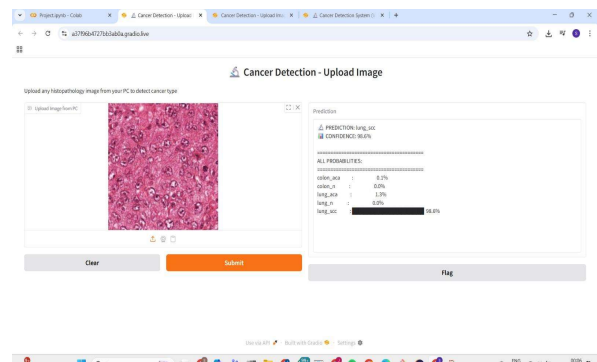 Project.ipynb - Colab
Cancer Detection - Upload
Cancer Detection - Upload Ima
Cancer Detection System
a37f96b4727bb3ab0a.gradio.live
Cancer Detection - Upload Image
Upload any histopathology image from your PC to detect cancer type
Upload Image from PC
Prediction
PREDICTION: lung_scc
CONFIDENCE: 98.6%
====================================
ALL PROBABILITIES:
====================================
colon_aca : 0.1%
colon_n : 0.0%
lung_aca : 1.3%
lung_n : 0.0%
lung_scc : 98.6%
Clear
Submit
Flag
Use via API
Built with Gradio
Settings
ENG